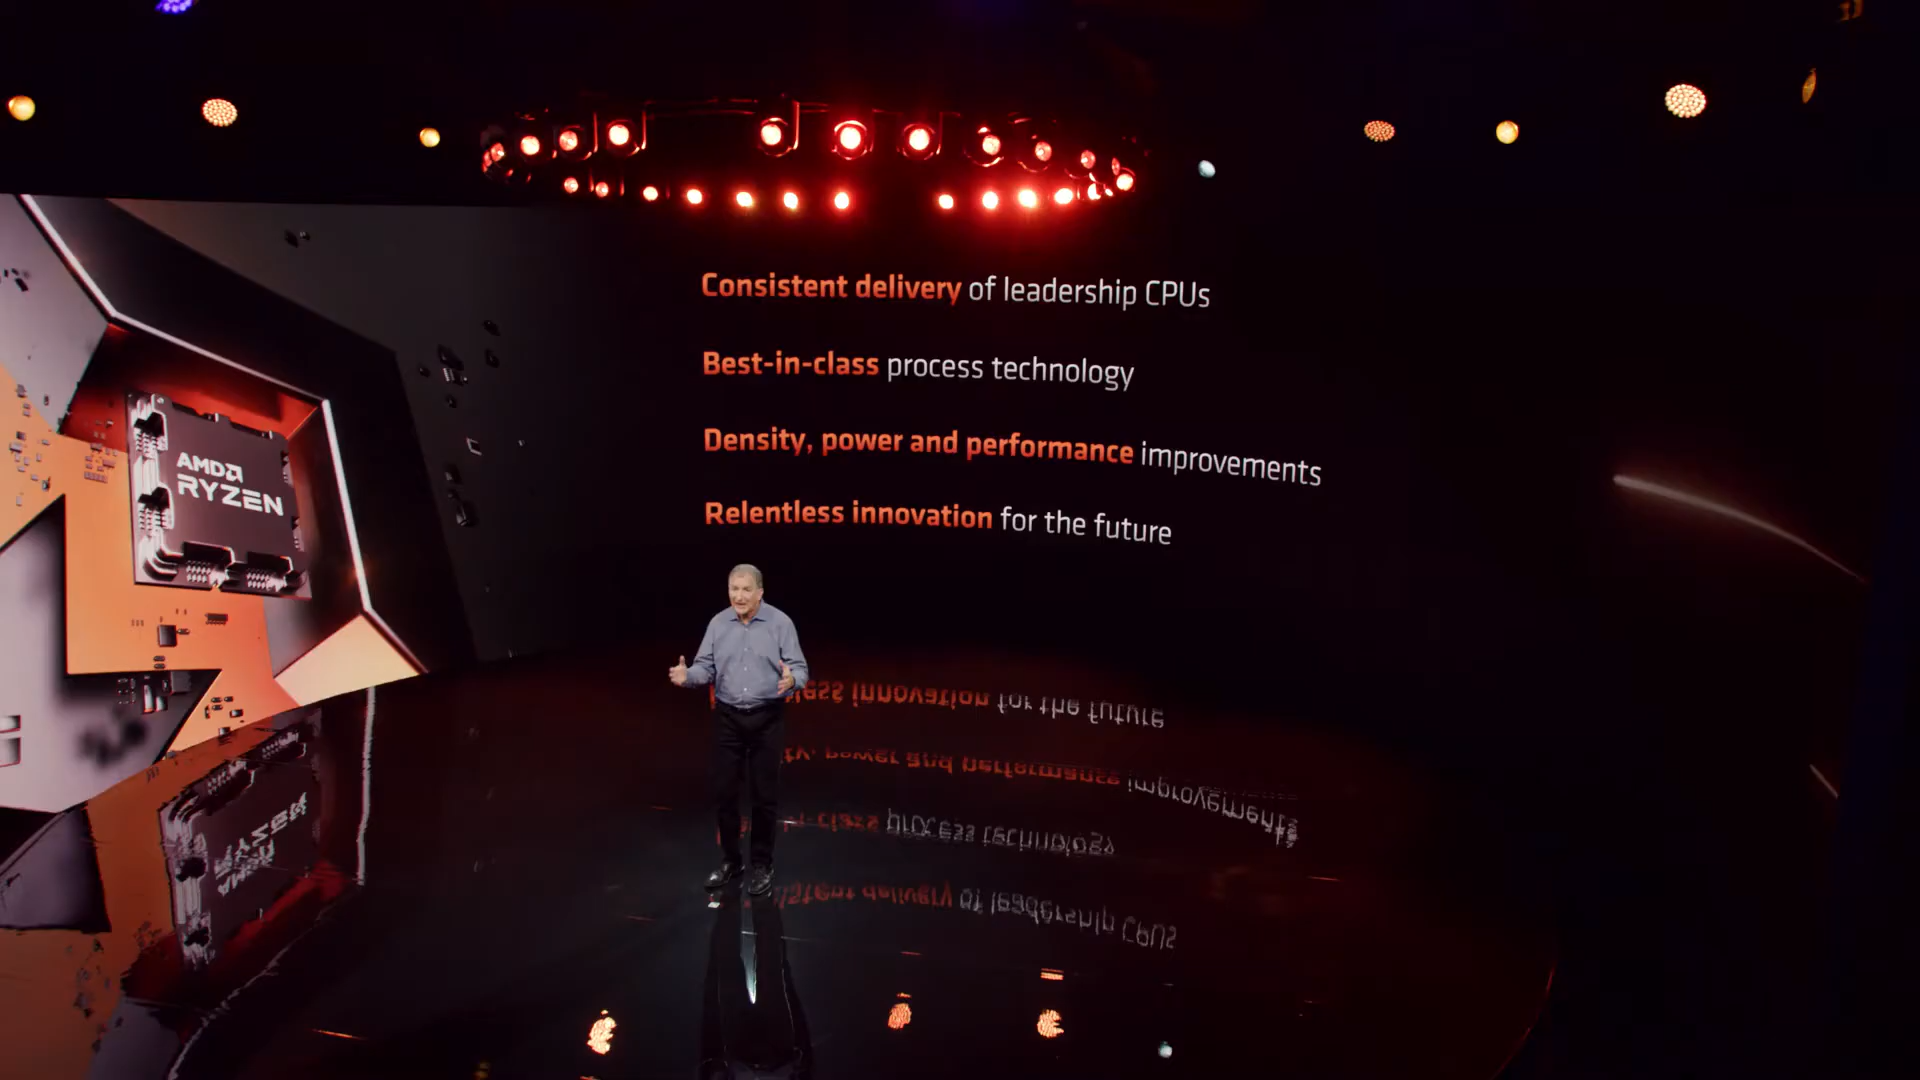 AMD
RYZEN
Consistent delivery of leadership CPUs
Best-in-class process technology
Density, power and performance improvements
Relentless innovation for the future